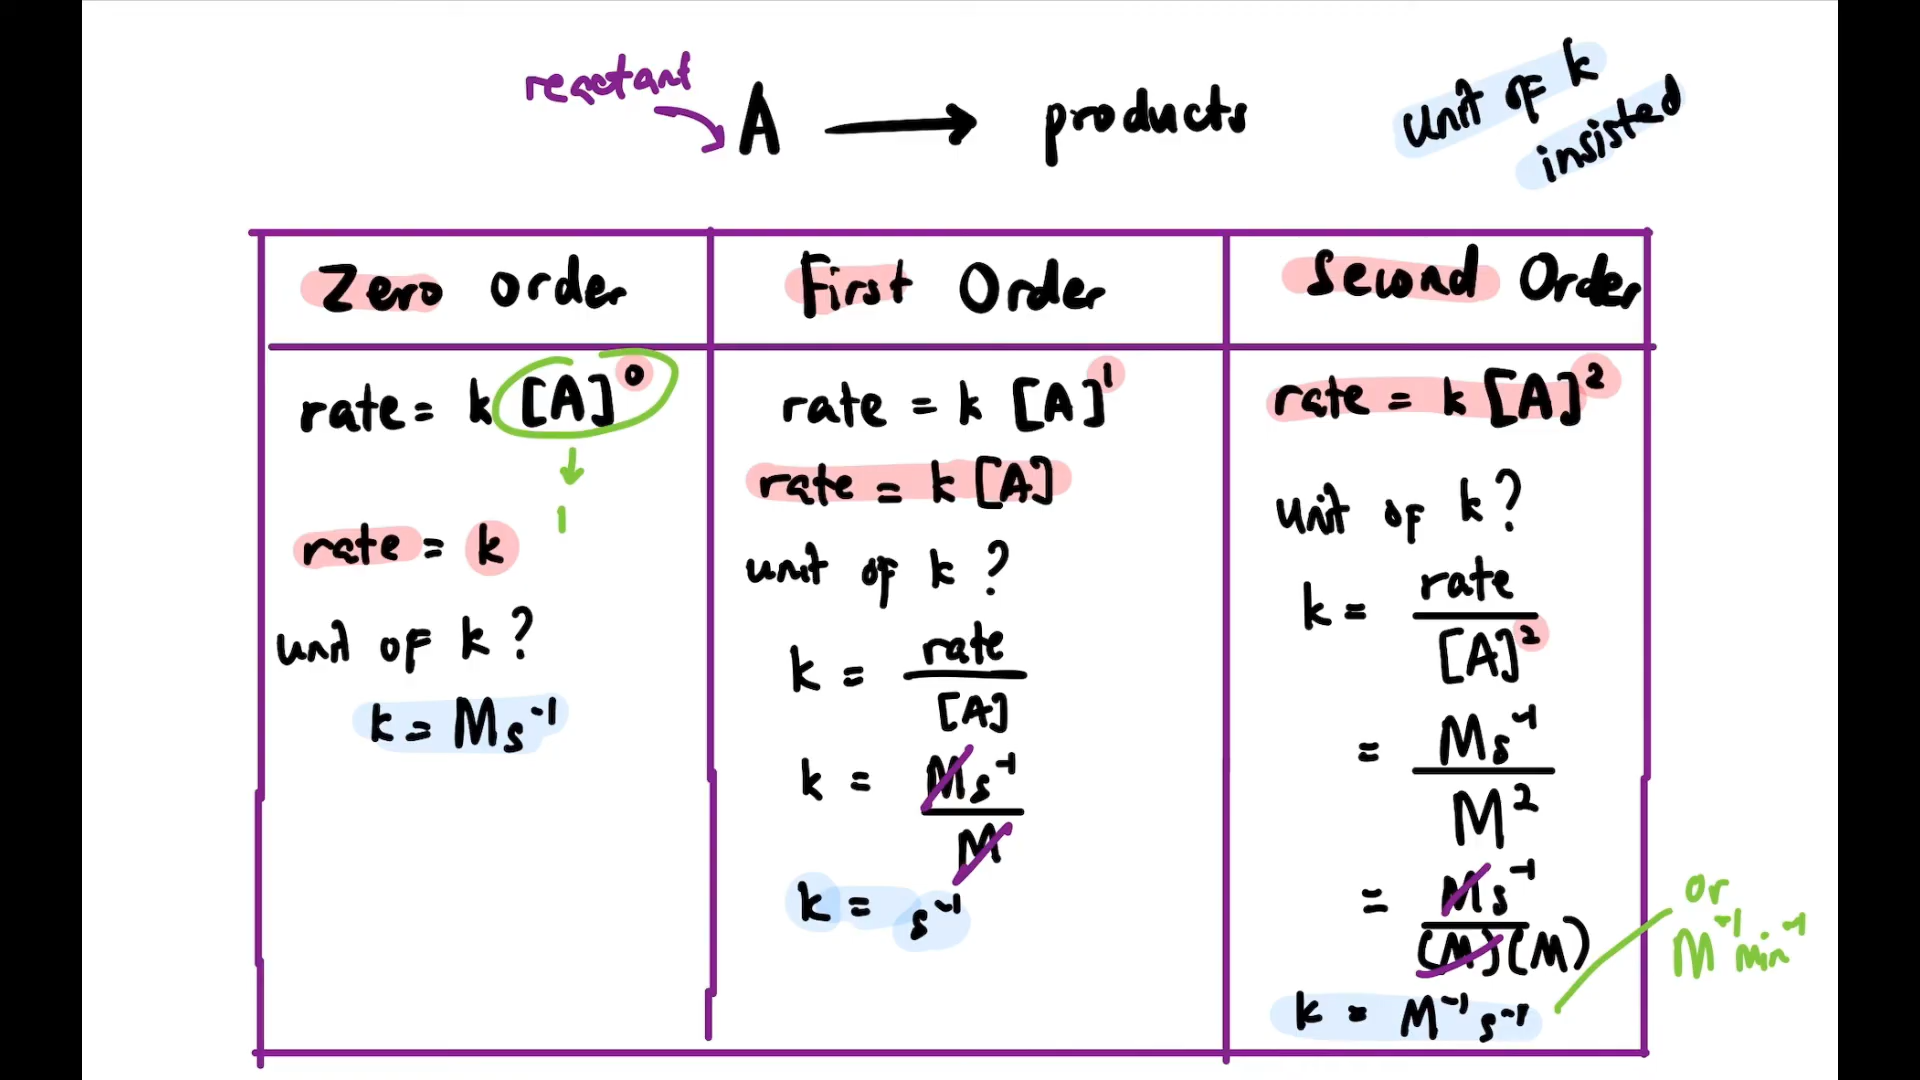 reactant
A → products
unit of k
insisted
Zero order
rate = k [A]⁰
↓
1
rate = k
unit of k ?
k = Ms⁻¹
First Order
rate = k [A]¹
rate = k [A]
unit of k ?
k = rate / [A]
k = Ms⁻¹ / M
k = s⁻¹
Second Order
rate = k [A]²
unit of k ?
k = rate / [A]²
= Ms⁻¹ / M²
= Ms⁻¹ / (M)(M)
k = M⁻¹ s⁻¹
or
M⁻¹ min⁻¹